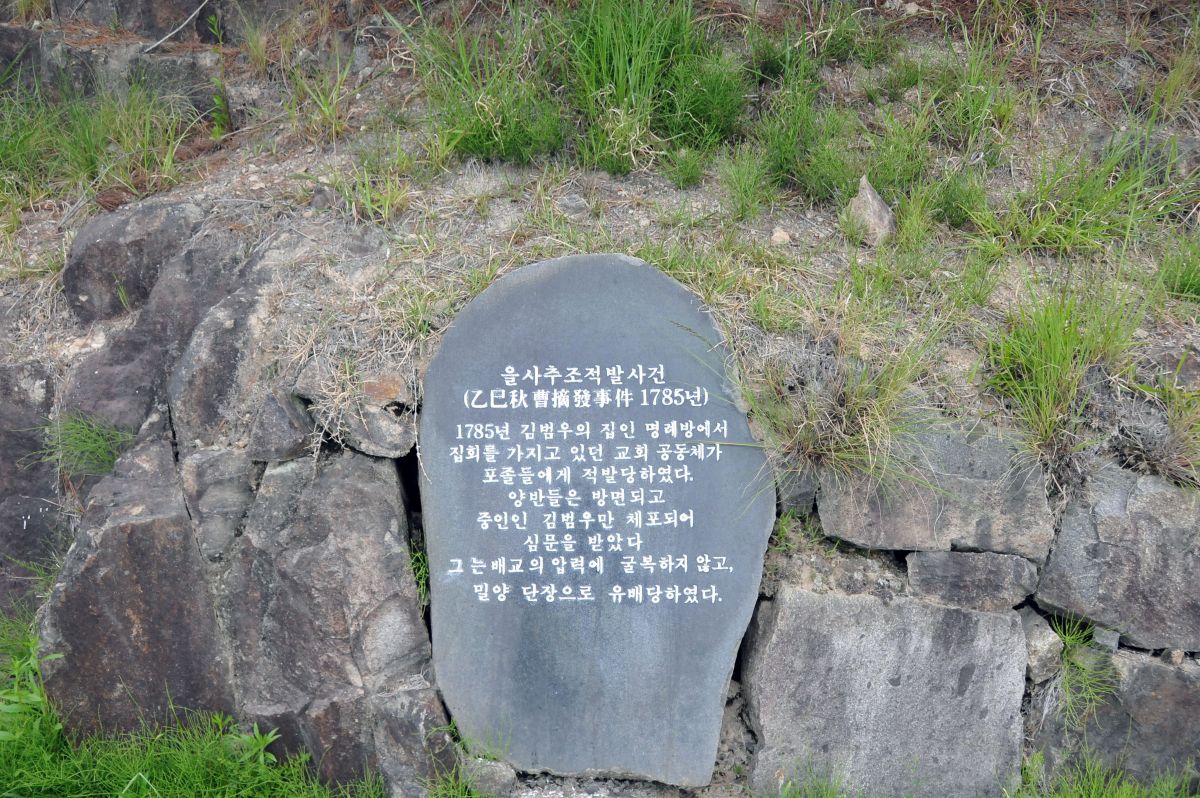 을사추조적발사건
(乙巳秋曹摘發事件 1785년)
1785년 김범우의 집인 명례방에서
집회를 가지고 있던 교회 공동체가
포졸들에게 적발당하였다.
양반들은 방면되고
중인인 김범우만 체포되어
심문을 받았다
그는 배교의 압력에 굴복하지 않고,
밀양 단장으로 유배당하였다.